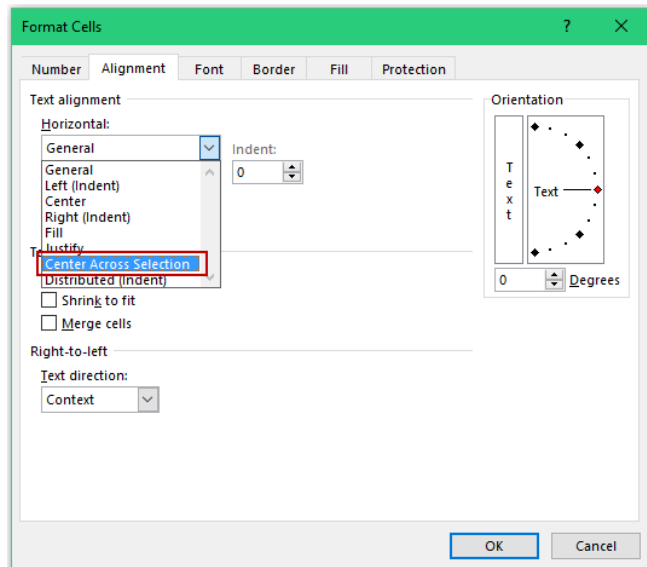 Format Cells ? ×
Number Alignment Font Border Fill Protection
Text alignment
Horizontal:
General
Indent:
0
General
Left (Indent)
Center
Right (Indent)
Fill
Justify
Center Across Selection
Distributed (Indent)
Shrink to fit
Merge cells
Right-to-left
Text direction:
Context
Orientation
Text
Text
0 Degrees
OK Cancel